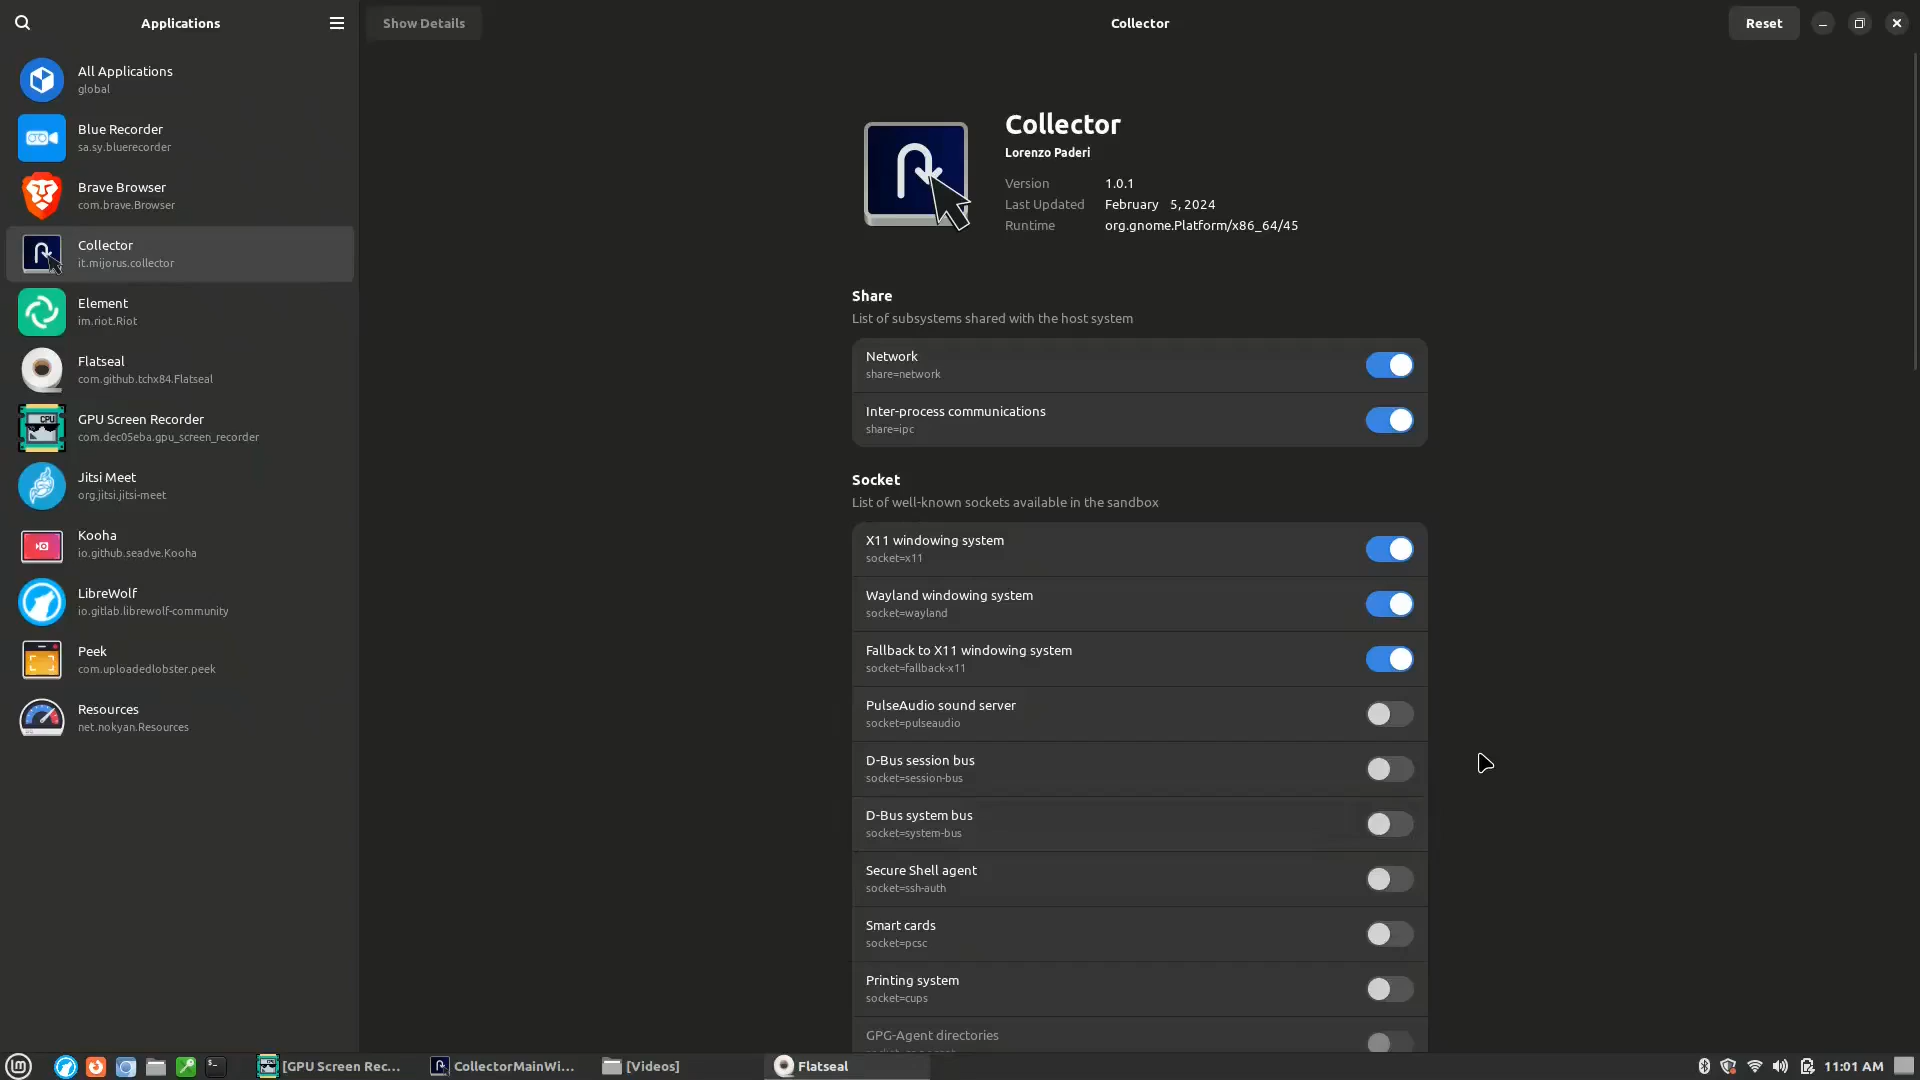 Applications
Show Details
Collector
Reset
All Applications
global
Blue Recorder
sa.sy.bluerecorder
Brave Browser
com.brave.Browser
Collector
it.mijorus.collector
Element
im.riot.Riot
Flatseal
com.github.tchx84.Flatseal
GPU Screen Recorder
com.dec05eba.gpu_screen_recorder
Jitsi Meet
org.jitsi.jitsi-meet
Kooha
io.github.seadve.Kooha
LibreWolf
io.gitlab.librewolf-community
Peek
com.uploadedlobster.peek
Resources
net.nokyan.Resources
Collector
Lorenzo Paderi
Version 1.0.1
Last Updated February 5, 2024
Runtime org.gnome.Platform/x86_64/45
Share
List of subsystems shared with the host system
Network
share=network
Inter-process communications
share=ipc
Socket
List of well-known sockets available in the sandbox
X11 windowing system
socket=x11
Wayland windowing system
socket=wayland
Fallback to X11 windowing system
socket=fallback-x11
PulseAudio sound server
socket=pulseaudio
D-Bus session bus
socket=session-bus
D-Bus system bus
socket=system-bus
Secure Shell agent
socket=ssh-auth
Smart cards
socket=pcsc
Printing system
socket=cups
GPG-Agent directories
[GPU Screen Rec...
CollectorMainWi...
[Videos]
Flatseal
11:01 AM